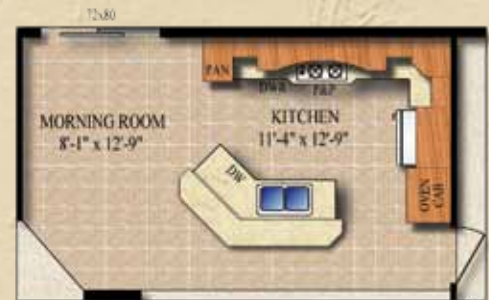 72x80
PAN
DWR
P&P
MORNING ROOM
8'-1" x 12'-9"
KITCHEN
11'-4" x 12'-9"
DW
OVEN
CAB